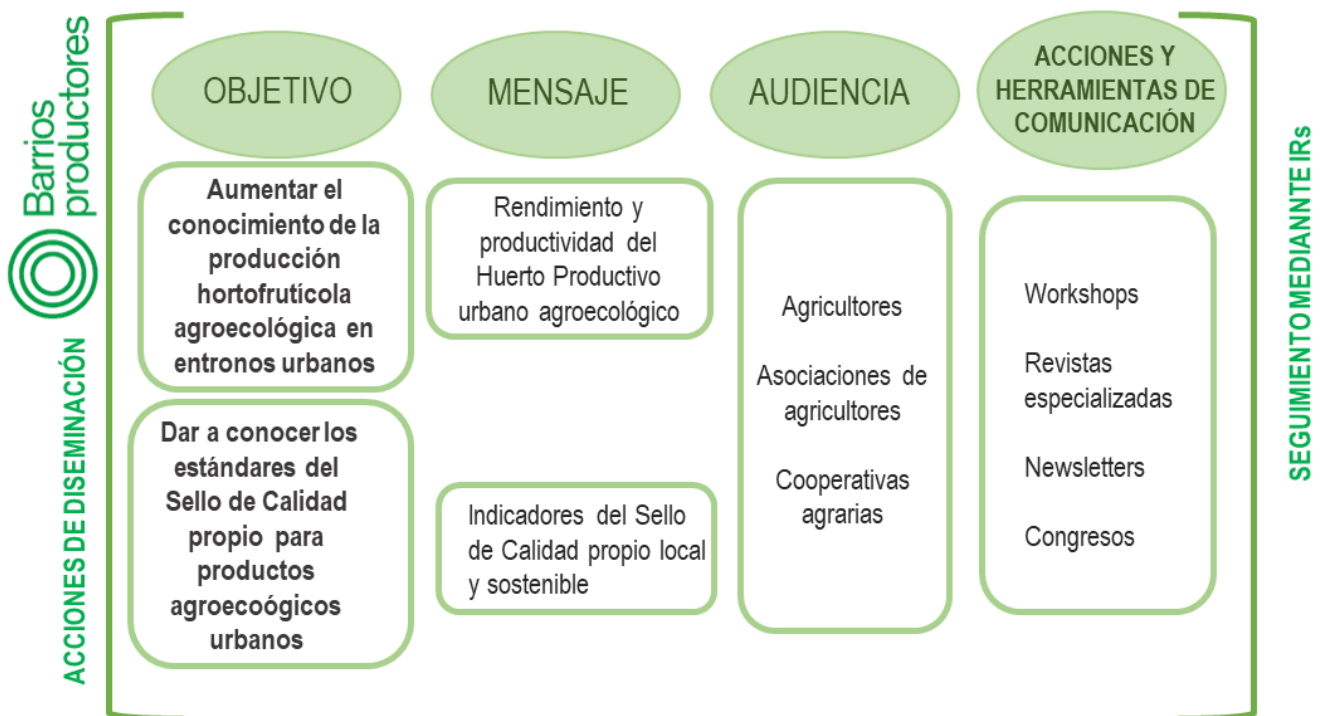 Barrios
productores
ACCIONES DE DISEMINACIÓN
OBJETIVO
Aumentar el
conocimiento de la
producción
hortofrutícola
agroecológica en
entronos urbanos
Dar a conocer los
estándares del
Sello de Calidad
propio para
productos
agroecoógicos
urbanos
MENSAJE
Rendimiento y
productividad del
Huerto Productivo
urbano agroecológico
Indicadores del Sello
de Calidad propio local
y sostenible
AUDIENCIA
Agricultores
Asociaciones de
agricultores
Cooperativas
agrarias
ACCIONES Y
HERRAMIENTAS DE
COMUNICACIÓN
Workshops
Revistas
especializadas
Newsletters
Congresos
SEGUIMIENTO MEDIANTE IRs